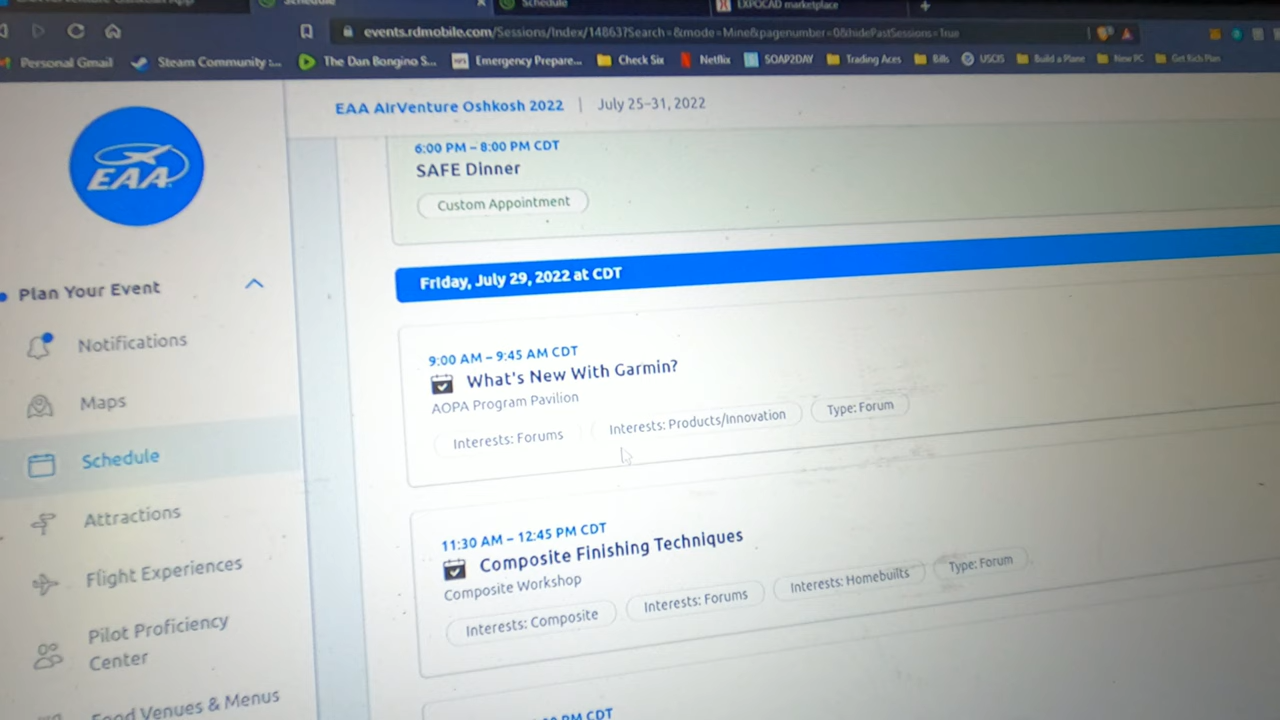 Schedule
Schedule
EXPOCAD marketplace
events.rdmobile.com/Sessions/Index/14863?Search=&mode=Mine&pagenumber=0&hidePastSessions=True
Personal Gmail
Steam Community :...
The Dan Bongino S...
Emergency Prepare...
Check Six
Netflix
SOAP2DAY
Trading Aces
Bills
USCIS
Build a Plane
New PC
Get Rich Plan
EAA
EAA AirVenture Oshkosh 2022 | July 25-31, 2022
6:00 PM – 8:00 PM CDT
SAFE Dinner
Custom Appointment
Friday, July 29, 2022 at CDT
Plan Your Event
Notifications
Maps
Schedule
Attractions
Flight Experiences
Pilot Proficiency
Center
Food Venues & Menus
9:00 AM – 9:45 AM CDT
What's New With Garmin?
AOPA Program Pavilion
Interests: Forums
Interests: Products/Innovation
Type: Forum
11:30 AM – 12:45 PM CDT
Composite Finishing Techniques
Composite Workshop
Interests: Composite
Interests: Forums
Interests: Homebuilts
Type: Forum
PM CDT